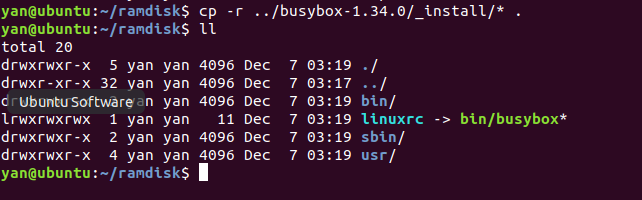 yan@ubuntu:~/ramdisk$ cp -r ../busybox-1.34.0/_install/* .
yan@ubuntu:~/ramdisk$ ll
total 20
drwxrwxr-x  5 yan yan 4096 Dec  7 03:19 ./
drwxr-xr-x 32 yan yan 4096 Dec  7 03:17 ../
Ubuntu Software yan yan 4096 Dec  7 03:19 bin/
lrwxrwxrwx  1 yan yan   11 Dec  7 03:19 linuxrc -> bin/busybox*
drwxrwxr-x  2 yan yan 4096 Dec  7 03:19 sbin/
drwxrwxr-x  4 yan yan 4096 Dec  7 03:19 usr/
yan@ubuntu:~/ramdisk$